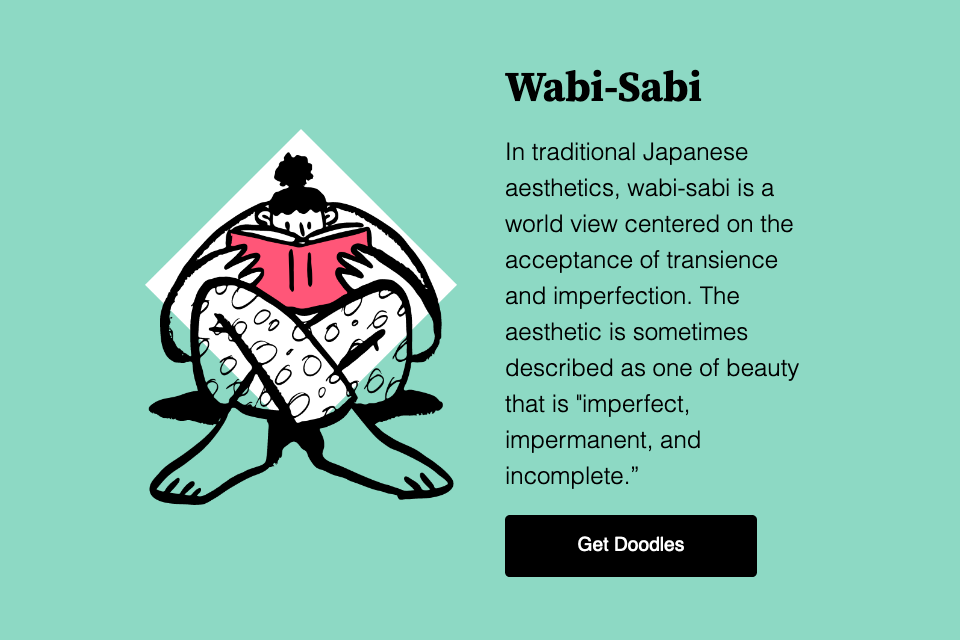 Wabi-Sabi
In traditional Japanese
aesthetics, wabi-sabi is a
world view centered on the
acceptance of transience
and imperfection. The
aesthetic is sometimes
described as one of beauty
that is "imperfect,
impermanent, and
incomplete.”
Get Doodles